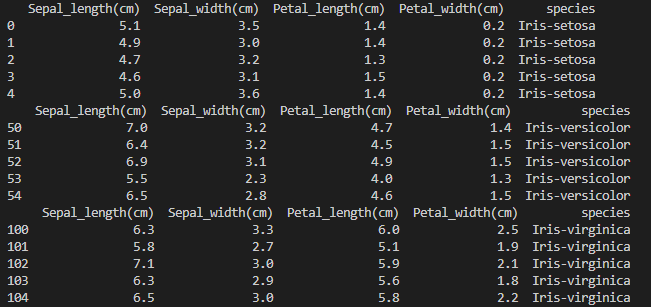 Sepal_length(cm) Sepal_width(cm) Petal_length(cm) Petal_width(cm) species
0 5.1 3.5 1.4 0.2 Iris-setosa
1 4.9 3.0 1.4 0.2 Iris-setosa
2 4.7 3.2 1.3 0.2 Iris-setosa
3 4.6 3.1 1.5 0.2 Iris-setosa
4 5.0 3.6 1.4 0.2 Iris-setosa
Sepal_length(cm) Sepal_width(cm) Petal_length(cm) Petal_width(cm) species
50 7.0 3.2 4.7 1.4 Iris-versicolor
51 6.4 3.2 4.5 1.5 Iris-versicolor
52 6.9 3.1 4.9 1.5 Iris-versicolor
53 5.5 2.3 4.0 1.3 Iris-versicolor
54 6.5 2.8 4.6 1.5 Iris-versicolor
Sepal_length(cm) Sepal_width(cm) Petal_length(cm) Petal_width(cm) species
100 6.3 3.3 6.0 2.5 Iris-virginica
101 5.8 2.7 5.1 1.9 Iris-virginica
102 7.1 3.0 5.9 2.1 Iris-virginica
103 6.3 2.9 5.6 1.8 Iris-virginica
104 6.5 3.0 5.8 2.2 Iris-virginica